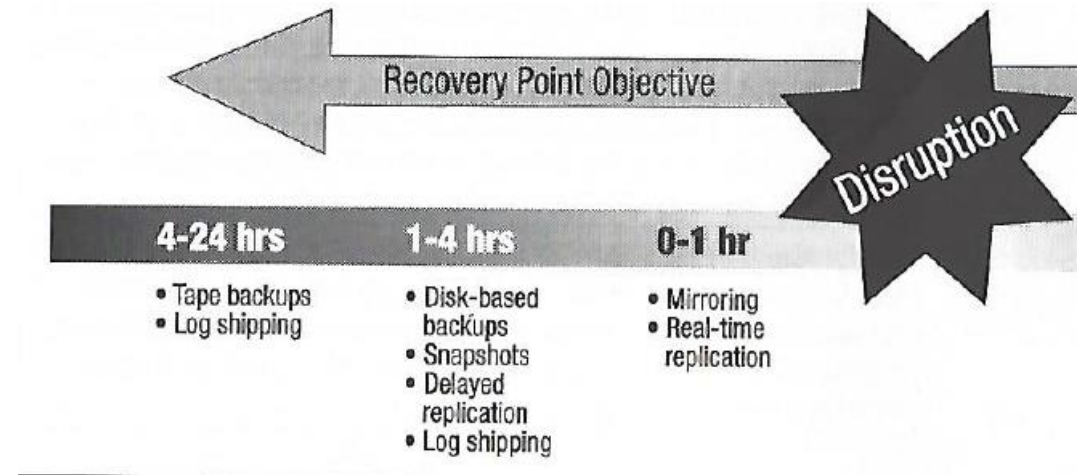 Recovery Point Objective
Disruption
4-24 hrs
• Tape backups
• Log shipping
1-4 hrs
• Disk-based
backups
• Snapshots
• Delayed
replication
• Log shipping
0-1 hr
• Mirroring
• Real-time
replication